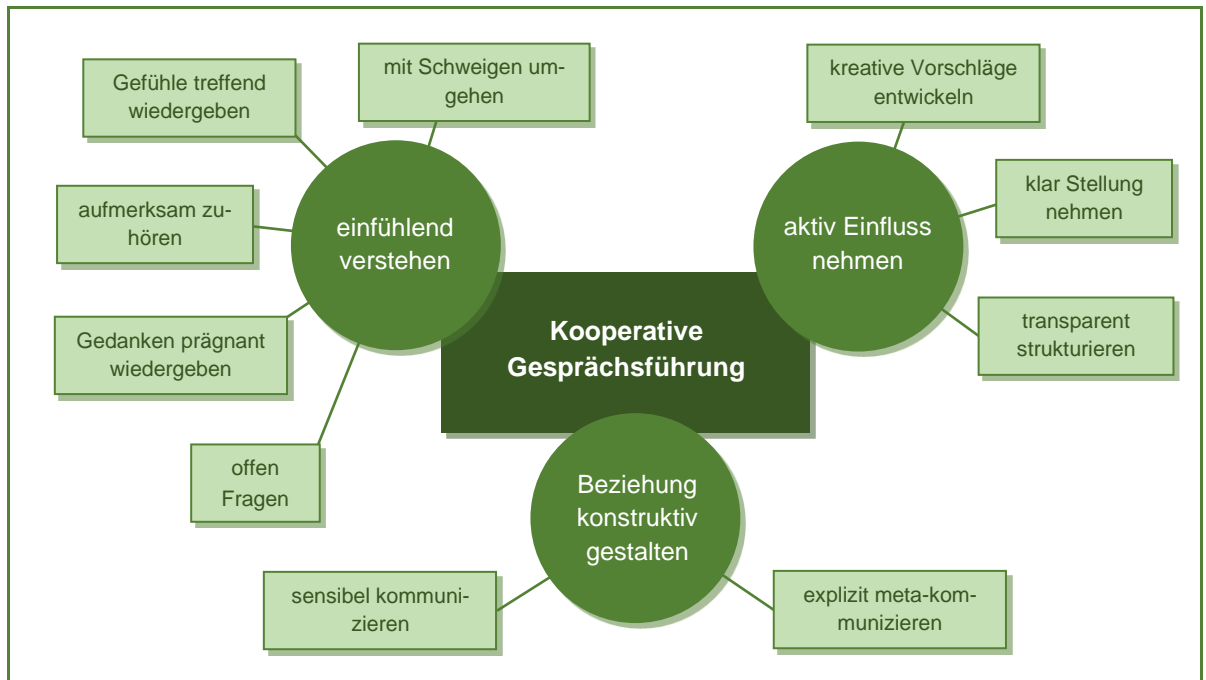 mit Schweigen um-
gehen
Gefühle treffend
wiedergeben
aufmerksam zu-
hören
Gedanken prägnant
wiedergeben
offen
Fragen
einfühlend
verstehen
kreative Vorschläge
entwickeln
klar Stellung
nehmen
transparent
strukturieren
aktiv Einfluss
nehmen
Kooperative
Gesprächsführung
Beziehung
konstruktiv
gestalten
sensibel kommuni-
zieren
explizit meta-kom-
munizieren